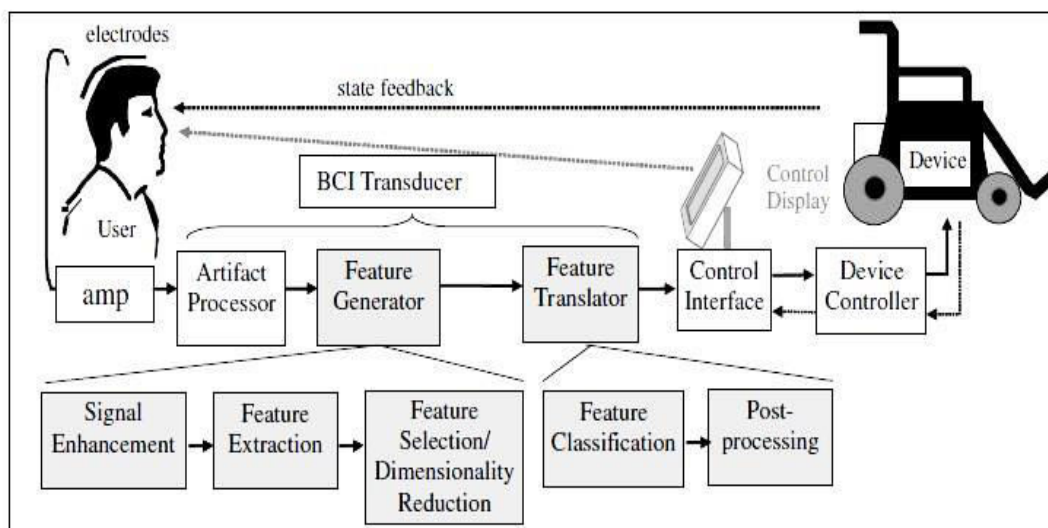 electrodes
state feedback
BCI Transducer
Control
Display
Device
User
amp
Artifact
Processor
Feature
Generator
Feature
Translator
Control
Interface
Device
Controller
Signal
Enhancement
Feature
Extraction
Feature
Selection/
Dimensionality
Reduction
Feature
Classification
Post-
processing